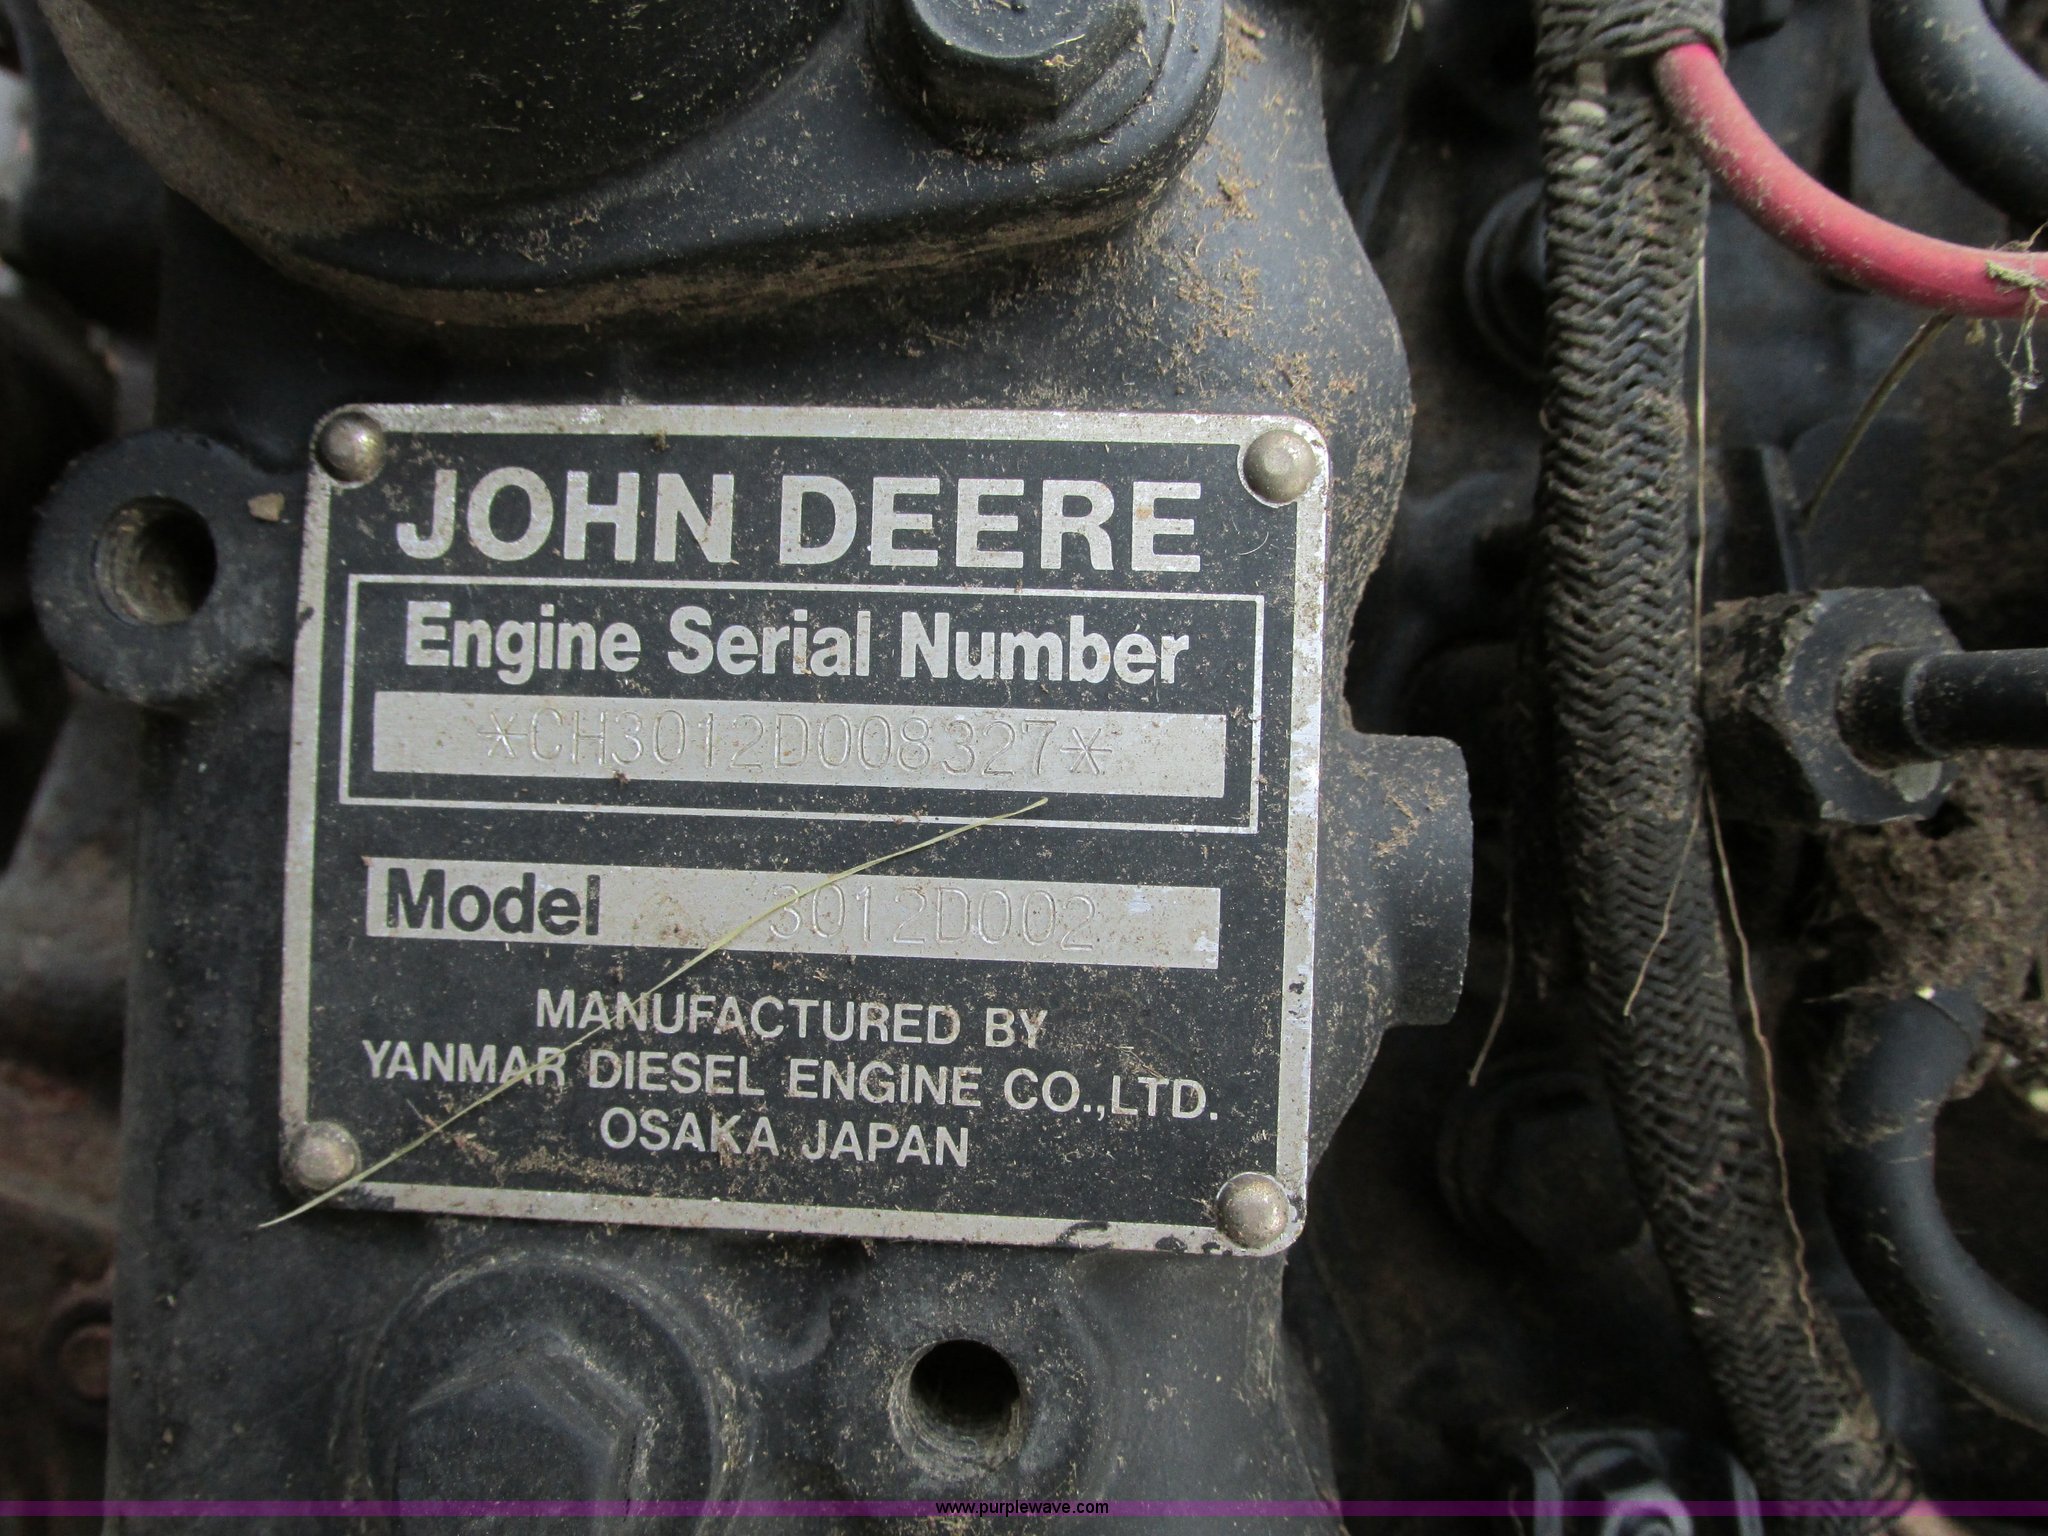 JOHN DEERE
Engine Serial Number
*CH3012D008327*
Model 3012D002
MANUFACTURED BY
YANMAR DIESEL ENGINE CO.,LTD.
OSAKA JAPAN
www.purplewave.com